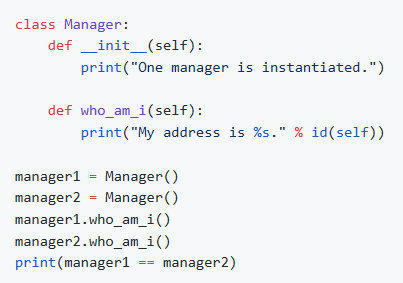 class Manager:
    def __init__(self):
        print("One manager is instantiated.")

    def who_am_i(self):
        print("My address is %s." % id(self))

manager1 = Manager()
manager2 = Manager()
manager1.who_am_i()
manager2.who_am_i()
print(manager1 == manager2)